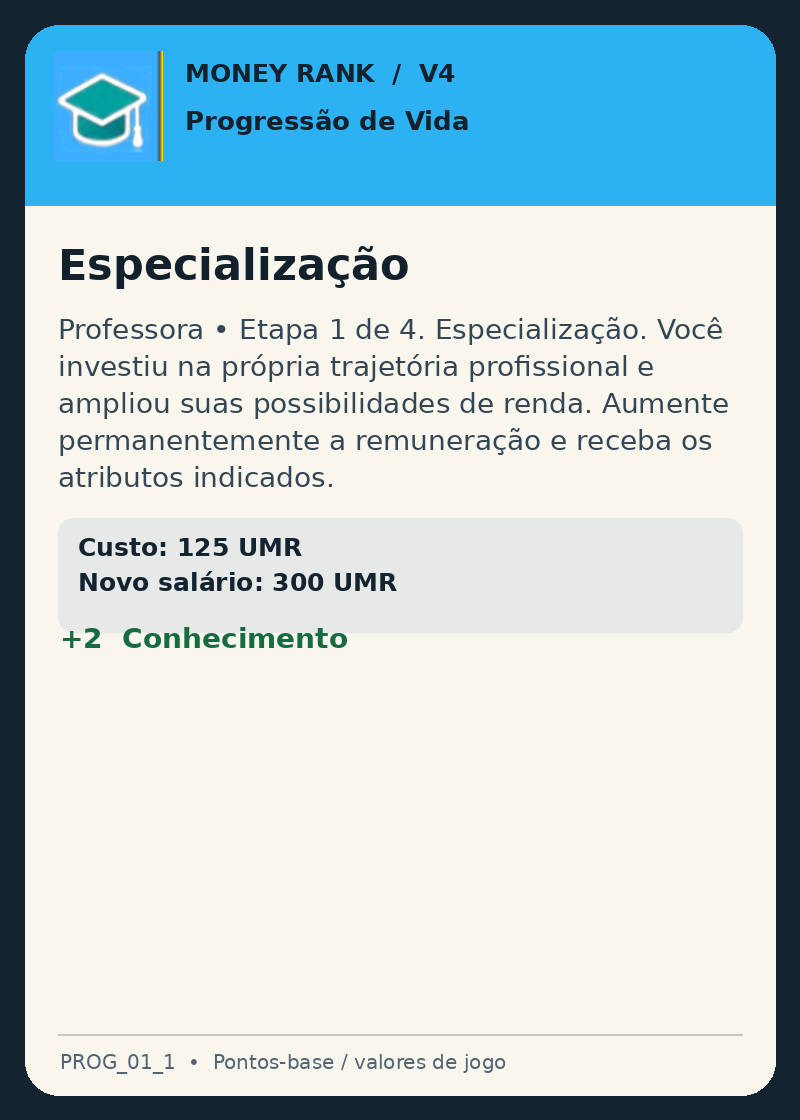 MONEY RANK / V4
Progressão de Vida
Especialização
Professora • Etapa 1 de 4. Especialização. Você
investiu na própria trajetória profissional e
ampliou suas possibilidades de renda. Aumente
permanentemente a remuneração e receba os
atributos indicados.
Custo: 125 UMR
Novo salário: 300 UMR
+2 Conhecimento
PROG_01_1 • Pontos-base / valores de jogo